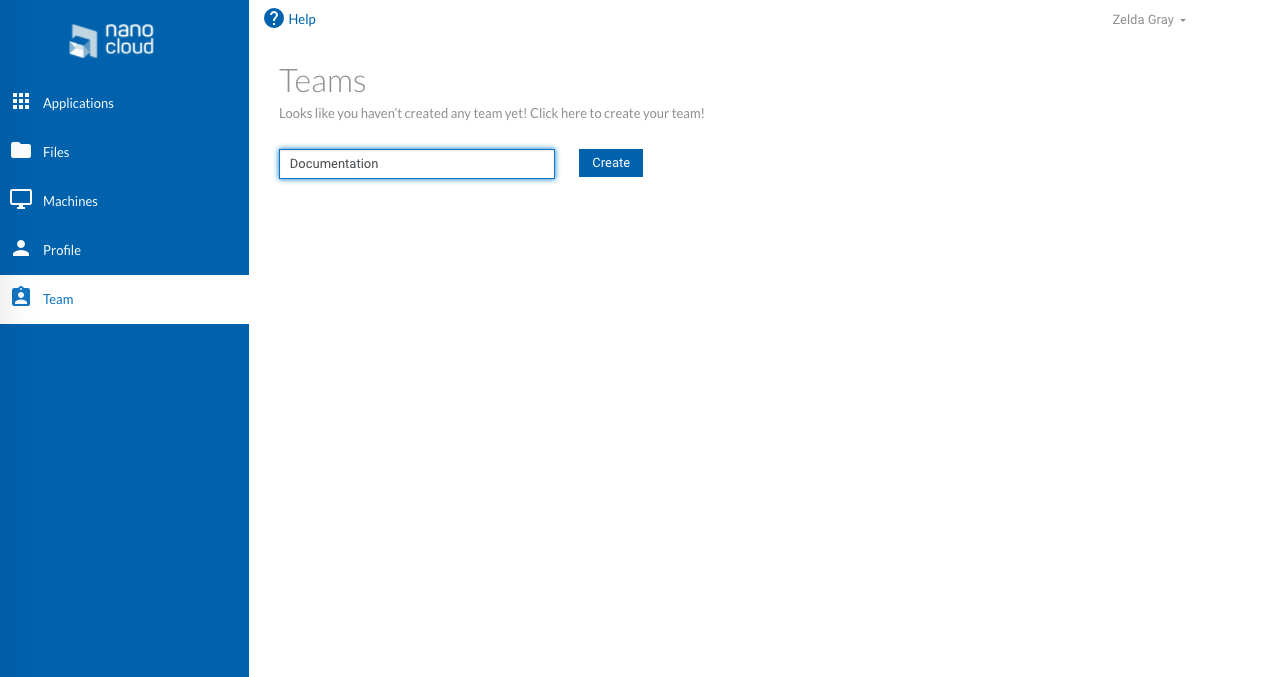 nano
cloud
Applications
Files
Machines
Profile
Team
Help
Zelda Gray
Teams
Looks like you haven't created any team yet! Click here to create your team!
Documentation
Create